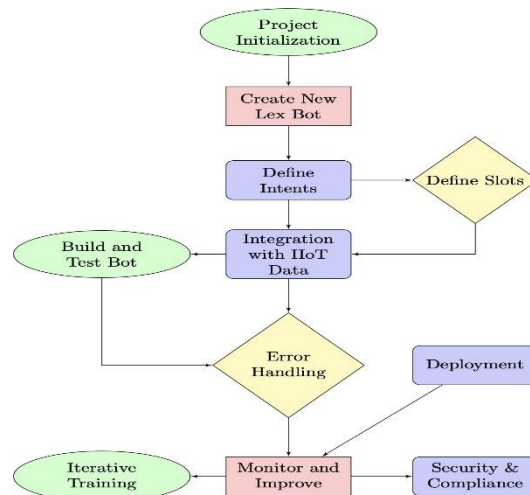 Project
Initialization
Create New
Lex Bot
Define
Intents
Define Slots
Build and
Test Bot
Integration
with IIoT
Data
Error
Handling
Deployment
Iterative
Training
Monitor and
Improve
Security &
Compliance